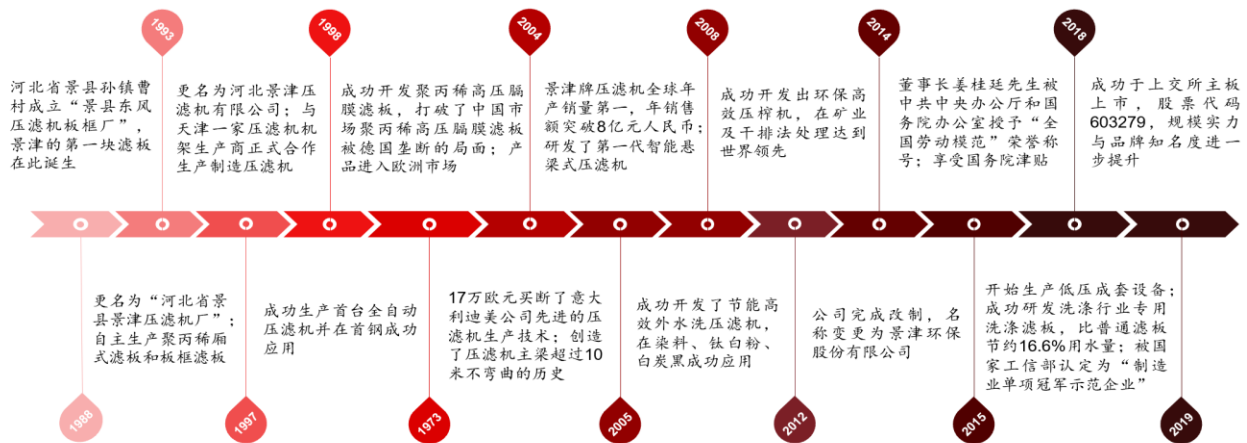 1993
1998
2004
2008
2014
2018
河北省景县孙镇曹
村成立“景县东风
压滤机板框厂”，
景津的第一块滤板
在此诞生
更名为河北景津压
滤机有限公司；与
天津一家压滤机机
架生产商正式合作
生产制造压滤机
成功开发聚丙稀高压膈
膜滤板，打破了中国市
场聚丙稀高压膈膜滤板
被德国垄断的局面；产
品进入欧洲市场
景津牌压滤机全球年
产销量第一，年销售
额突破8亿元人民币；
研发了第一代智能悬
梁式压滤机
成功开发出环保高
效压榨机，在矿业
及干排法处理达到
世界领先
董事长姜桂廷先生被
中共中央办公厅和国
务院办公室授予“全
国劳动模范”荣誉称
号；享受国务院津贴
成功于上交所主板
上市，股票代码
603279，规模实力
与品牌知名度进一
步提升
更名为“河北省景
县景津压滤机厂”；
自主生产聚丙稀厢
式滤板和板框滤板
成功生产首台全自动
压滤机并在首钢成功
应用
17万欧元买断了意大
利迪美公司先进的压
滤机生产技术；创造
了压滤机主梁超过10
米不弯曲的历史
成功开发了节能高
效外水洗压滤机，
在染料、钛白粉、
白炭黑成功应用
公司完成改制，名
称变更为景津环保
股份有限公司
开始生产低压成套设备；
成功研发洗涤行业专用
洗涤滤板，比普通滤板
节约16.6%用水量；被国
家工信部认定为“制造
业单项冠军示范企业”
1988
1997
1973
2005
2012
2015
2019